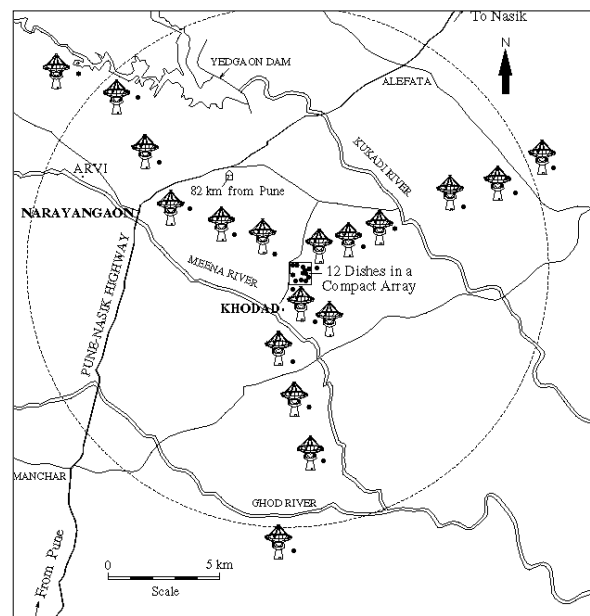 To Nasik
N
YEDGAON DAM
ALEFATA
KUKADI RIVER
ARVI
82 km from Pune
NARAYANGAON
MEENA RIVER
12 Dishes in a
Compact Array
PUNE-NASIK HIGHWAY
KHODAD
MANCHAR
GHOD RIVER
From Pune
0 5 km
Scale